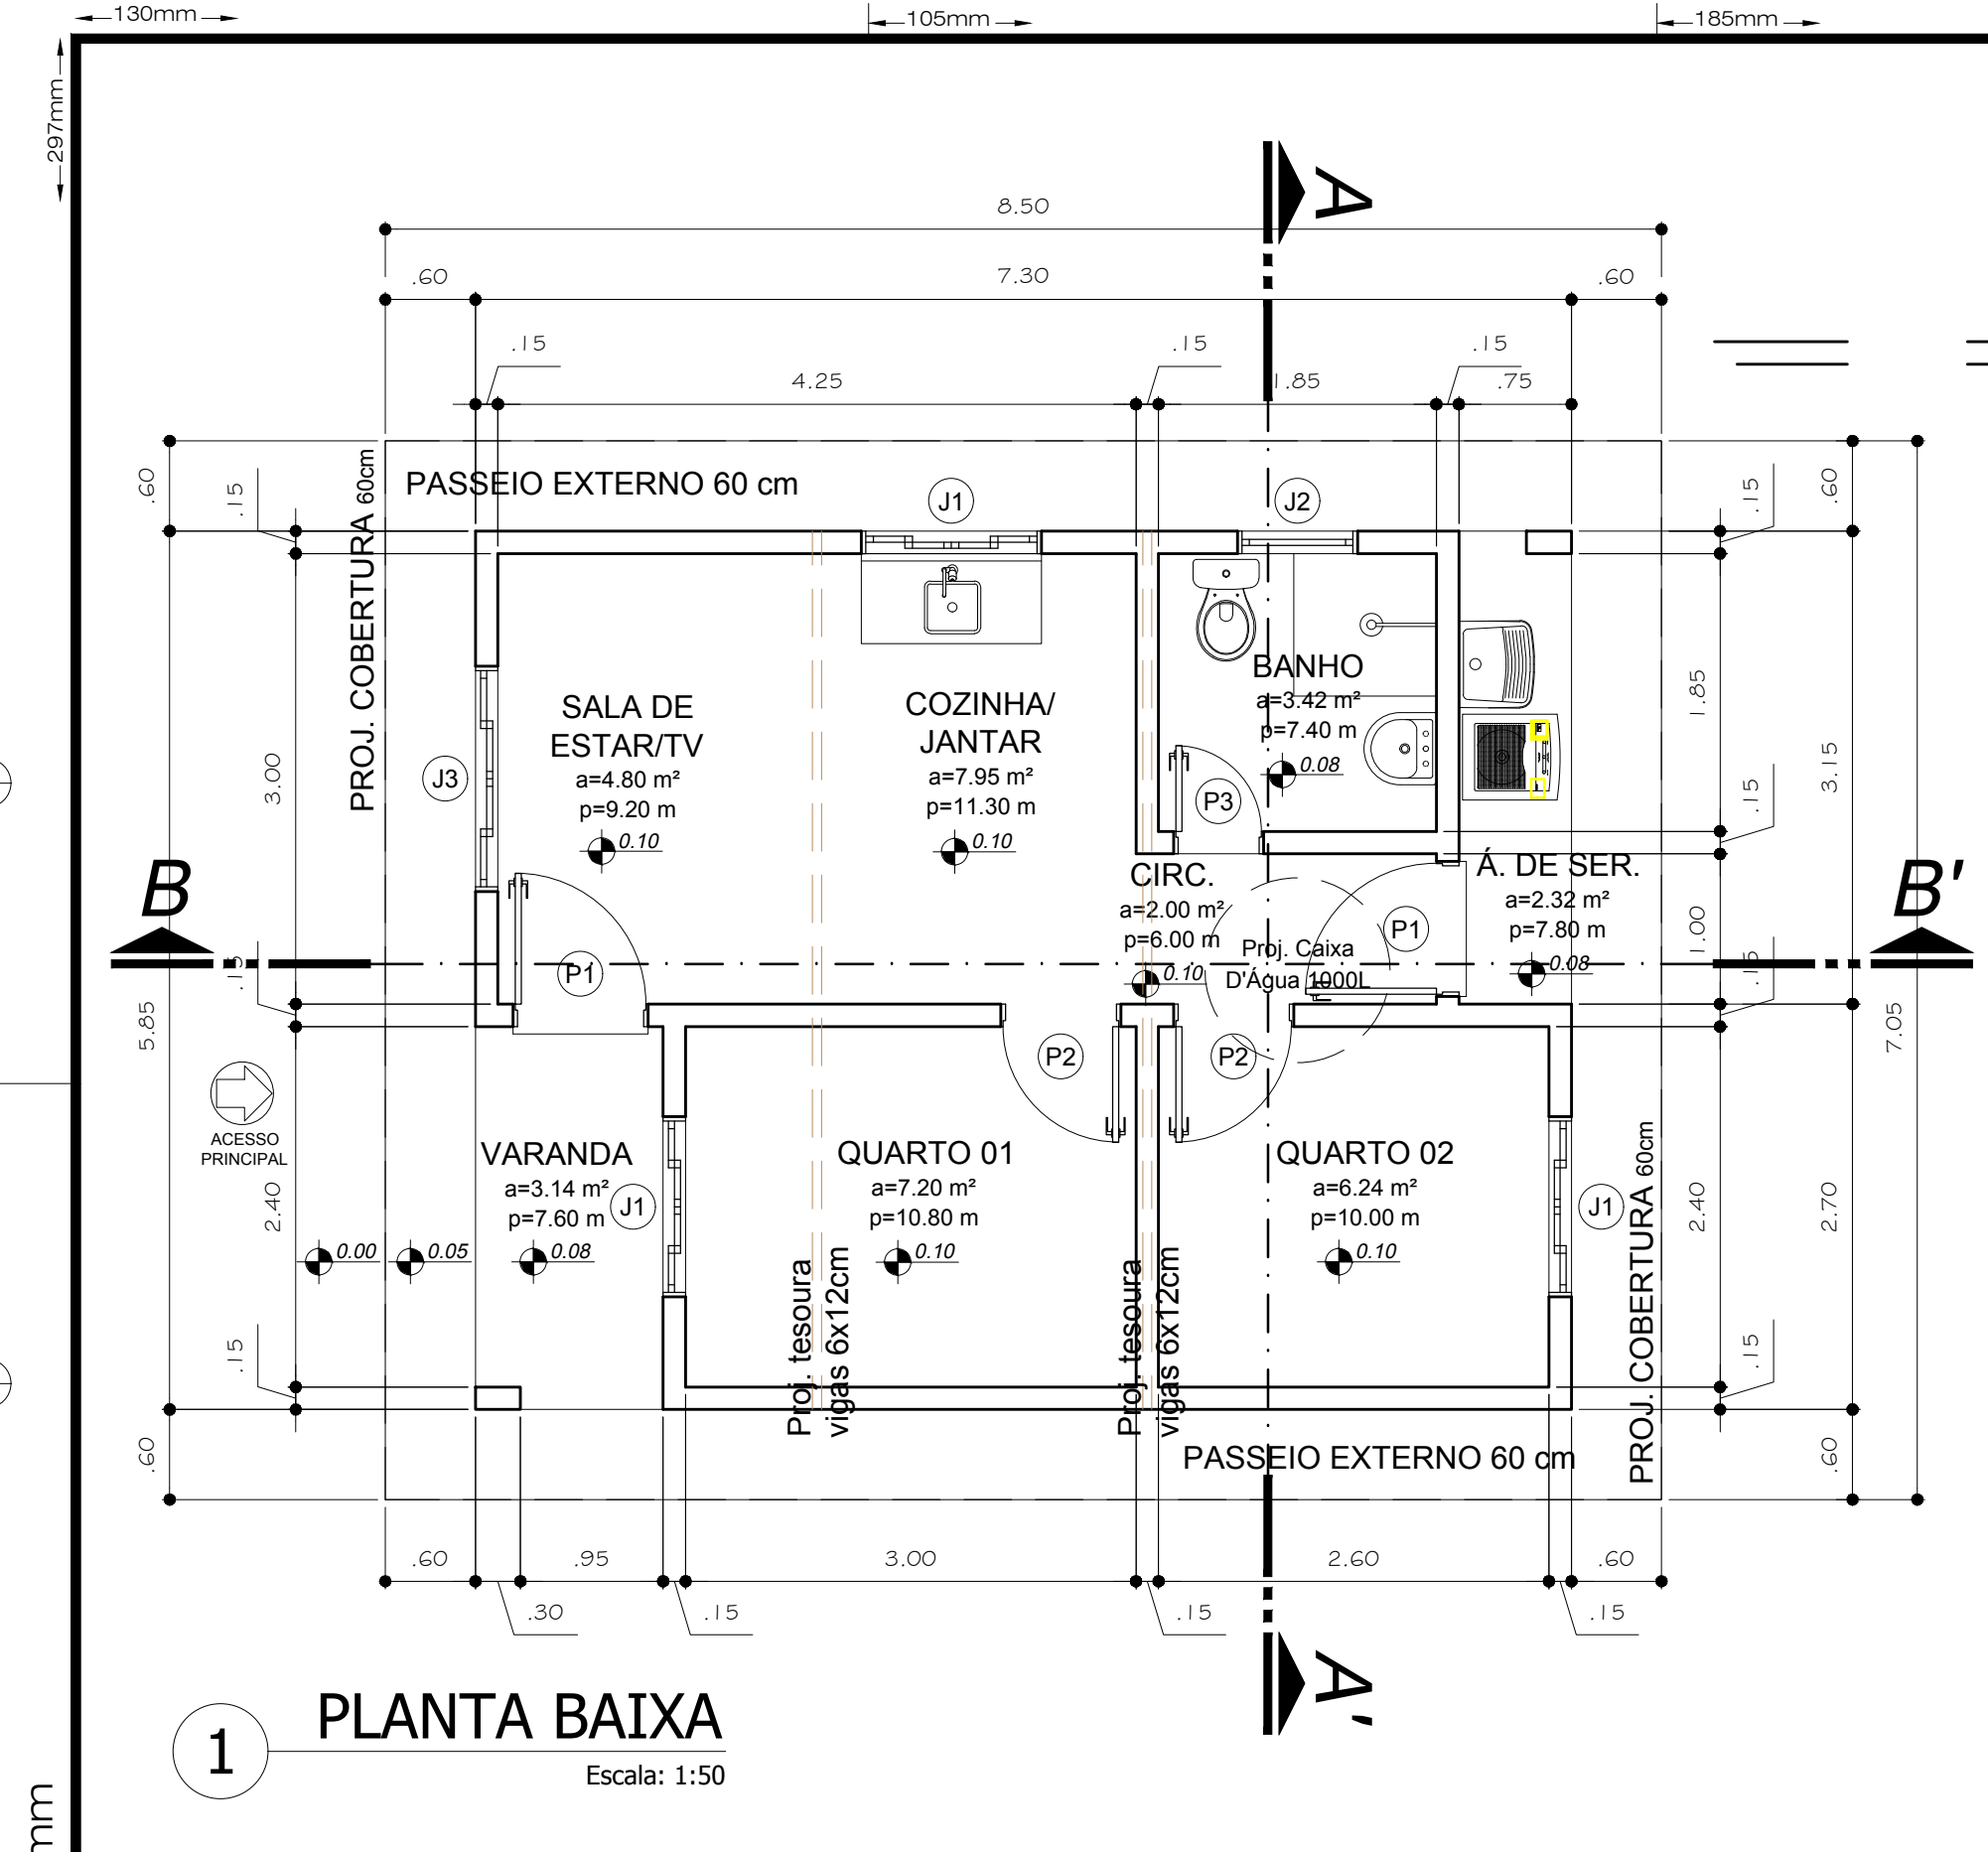 130mm
105mm
185mm
297mm
A
8.50
.60
7.30
.60
.15
.15
.15
4.25
1.85
.75
PASSEIO EXTERNO 60 cm
J1
J2
PROJ. COBERTURA 60cm
.60
.15
.15
.60
SALA DE
ESTAR/TV
a=4.80 m²
p=9.20 m
0.10
COZINHA/
JANTAR
a=7.95 m²
p=11.30 m
0.10
BANHO
a=3.42 m²
p=7.40 m
0.08
J3
P3
3.00
1.85
.15
3.15
B
B'
CIRC.
a=2.00 m²
p=6.00 m
0.10
Proj. Caixa
D'Água 1000L
P1
Á. DE SER.
a=2.32 m²
p=7.80 m
0.08
P1
.15
1.00
.15
5.85
7.05
P2
P2
ACESSO
PRINCIPAL
VARANDA
a=3.14 m²
p=7.60 m
J1
QUARTO 01
a=7.20 m²
p=10.80 m
QUARTO 02
a=6.24 m²
p=10.00 m
J1
2.40
2.40
2.70
0.00
0.05
0.08
0.10
0.10
Proj. tesoura
vigas 6x12cm
Proj. tesoura
vigas 6x12cm
PROJ. COBERTURA 60cm
.15
.15
.60
.60
PASSEIO EXTERNO 60 cm
.60
.95
3.00
2.60
.60
.30
.15
.15
.15
A'
1
PLANTA BAIXA
Escala: 1:50
mm